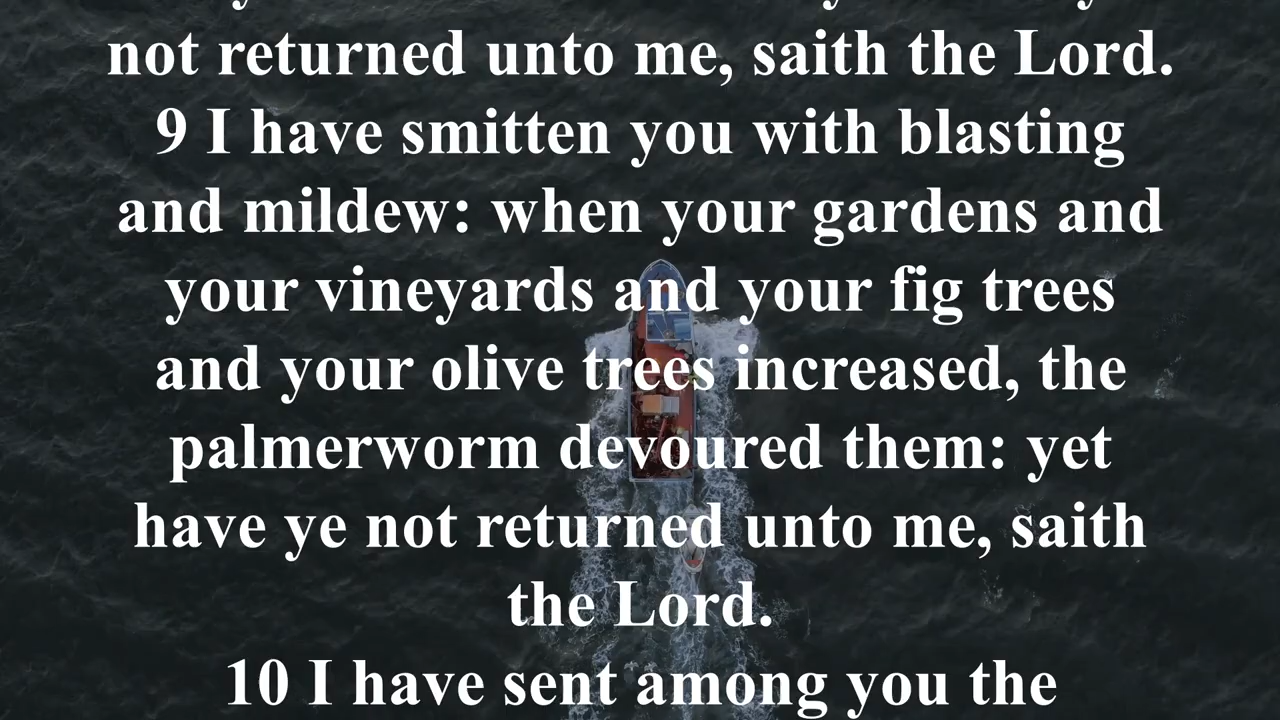 not returned unto me, saith the Lord.
9 I have smitten you with blasting
and mildew: when your gardens and
your vineyards and your fig trees
and your olive trees increased, the
palmerworm devoured them: yet
have ye not returned unto me, saith
the Lord.
10 I have sent among you the